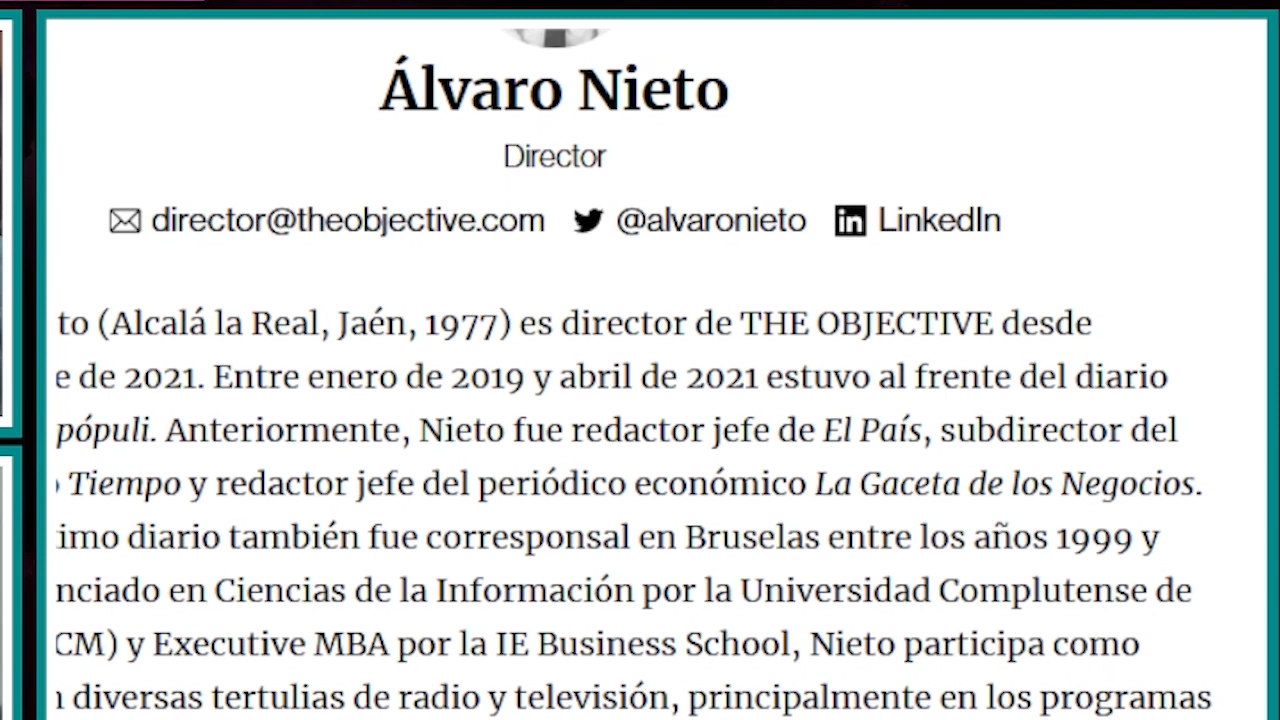 Álvaro Nieto
Director
director@theobjective.com @alvaronieto in LinkedIn
to (Alcalá la Real, Jaén, 1977) es director de THE OBJECTIVE desde
e de 2021. Entre enero de 2019 y abril de 2021 estuvo al frente del diario
pópuli. Anteriormente, Nieto fue redactor jefe de El País, subdirector del
Tiempo y redactor jefe del periódico económico La Gaceta de los Negocios.
imo diario también fue corresponsal en Bruselas entre los años 1999 y
nciado en Ciencias de la Información por la Universidad Complutense de
CM) y Executive MBA por la IE Business School, Nieto participa como
diversas tertulias de radio y televisión, principalmente en los programas